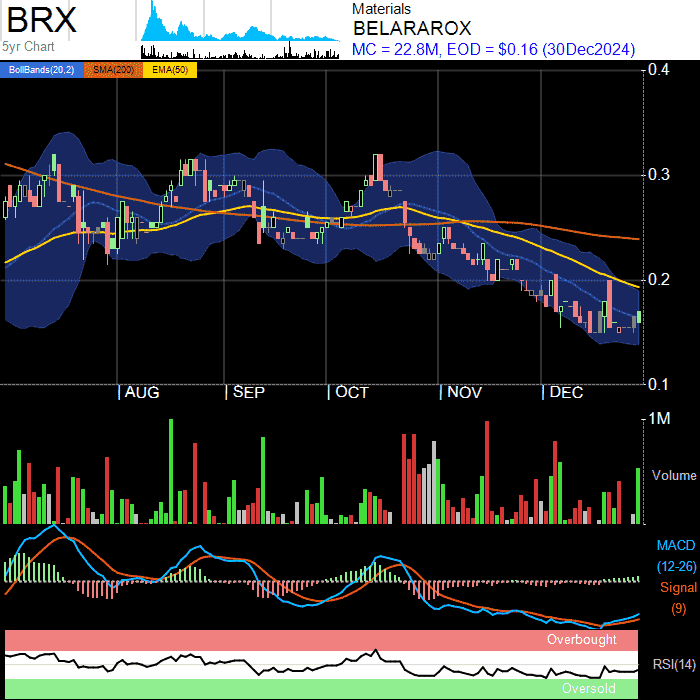 BRX
5yr Chart
Materials
BELARAROX
MC = 22.8M, EOD = $0.16 (30Dec2024)
BollBands(20,2) SMA(200) EMA(50)
0.4
0.3
0.2
0.1
AUG SEP OCT NOV DEC
1M
Volume
MACD
(12-26)
Signal
(9)
Overbought
RSI(14)
Oversold